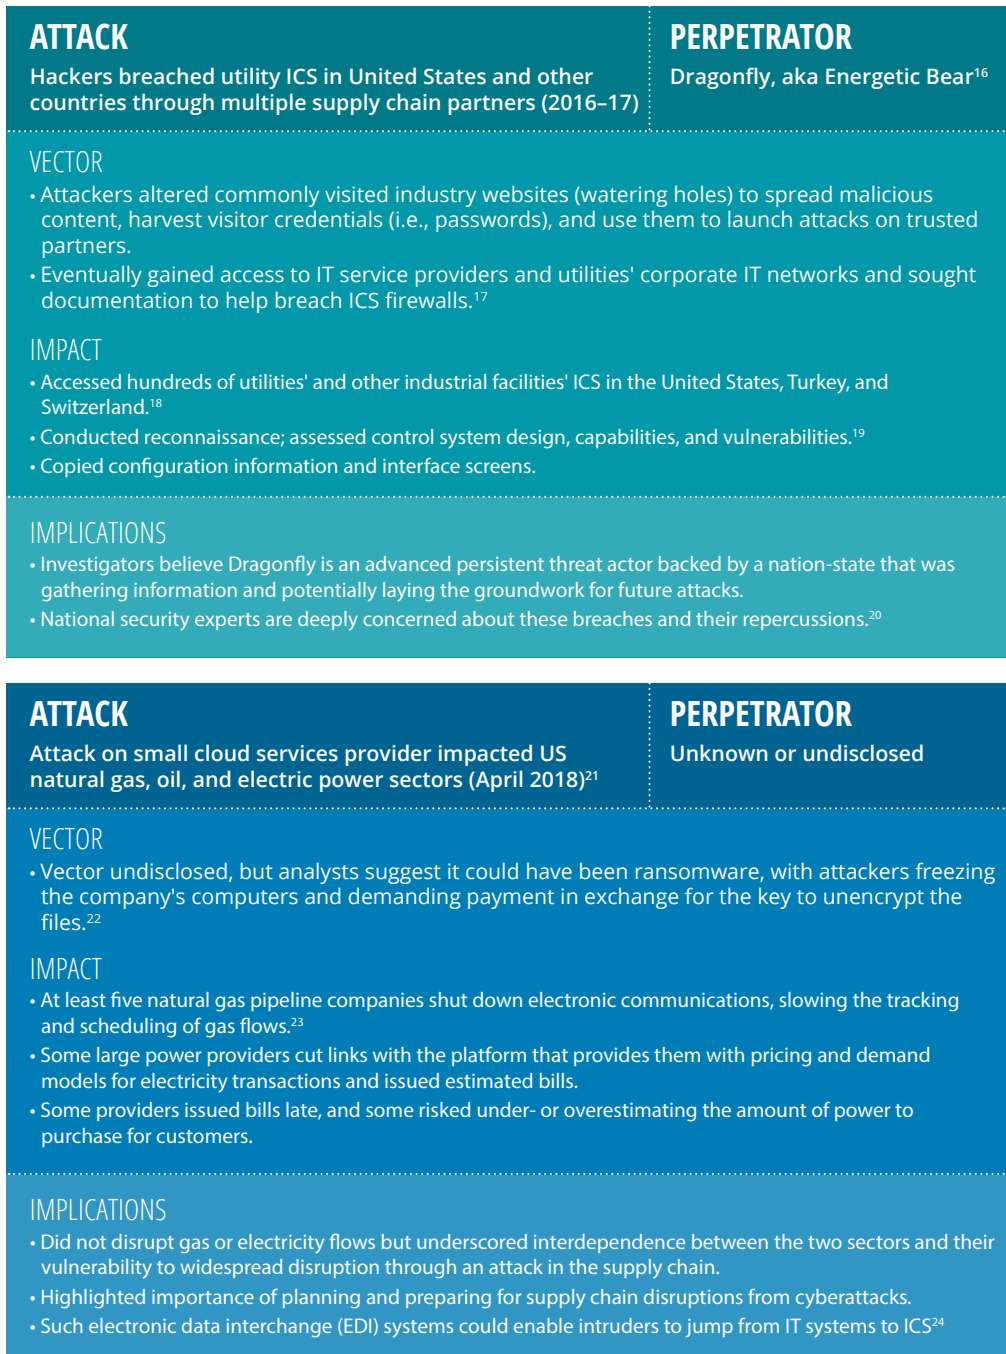 ATTACK
Hackers breached utility ICS in United States and other
countries through multiple supply chain partners (2016–17)
PERPETRATOR
Dragonfly, aka Energetic Bear16
VECTOR
• Attackers altered commonly visited industry websites (watering holes) to spread malicious
content, harvest visitor credentials (i.e., passwords), and use them to launch attacks on trusted
partners.
• Eventually gained access to IT service providers and utilities' corporate IT networks and sought
documentation to help breach ICS firewalls.17
IMPACT
• Accessed hundreds of utilities' and other industrial facilities' ICS in the United States, Turkey, and
Switzerland.18
• Conducted reconnaissance; assessed control system design, capabilities, and vulnerabilities.19
• Copied configuration information and interface screens.
IMPLICATIONS
• Investigators believe Dragonfly is an advanced persistent threat actor backed by a nation-state that was
gathering information and potentially laying the groundwork for future attacks.
• National security experts are deeply concerned about these breaches and their repercussions.20
ATTACK
Attack on small cloud services provider impacted US
natural gas, oil, and electric power sectors (April 2018)21
PERPETRATOR
Unknown or undisclosed
VECTOR
• Vector undisclosed, but analysts suggest it could have been ransomware, with attackers freezing
the company's computers and demanding payment in exchange for the key to unencrypt the
files.22
IMPACT
• At least five natural gas pipeline companies shut down electronic communications, slowing the tracking
and scheduling of gas flows.23
• Some large power providers cut links with the platform that provides them with pricing and demand
models for electricity transactions and issued estimated bills.
• Some providers issued bills late, and some risked under- or overestimating the amount of power to
purchase for customers.
IMPLICATIONS
• Did not disrupt gas or electricity flows but underscored interdependence between the two sectors and their
vulnerability to widespread disruption through an attack in the supply chain.
• Highlighted importance of planning and preparing for supply chain disruptions from cyberattacks.
• Such electronic data interchange (EDI) systems could enable intruders to jump from IT systems to ICS24